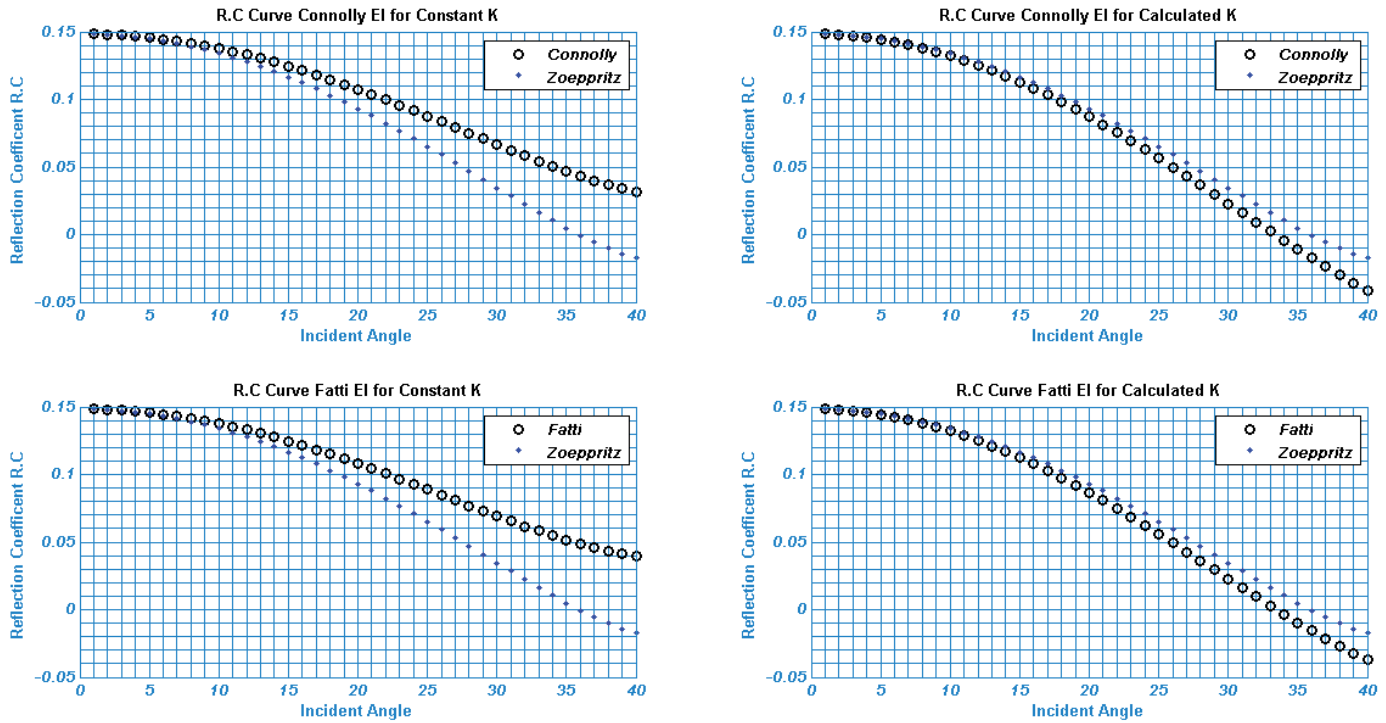 R.C Curve Connolly EI for Constant K
Reflection Coefficent R.C
0.15
0.1
0.05
0
-0.05
Connolly
Zoeppritz
0 5 10 15 20 25 30 35 40
Incident Angle
R.C Curve Connolly EI for Calculated K
Reflection Coefficent R.C
0.15
0.1
0.05
0
-0.05
Connolly
Zoeppritz
0 5 10 15 20 25 30 35 40
Incident Angle
R.C Curve Fatti EI for Constant K
Reflection Coefficent R.C
0.15
0.1
0.05
0
-0.05
Fatti
Zoeppritz
0 5 10 15 20 25 30 35 40
Incident Angle
R.C Curve Fatti EI for Calculated K
Reflection Coefficent R.C
0.15
0.1
0.05
0
-0.05
Fatti
Zoeppritz
0 5 10 15 20 25 30 35 40
Incident Angle